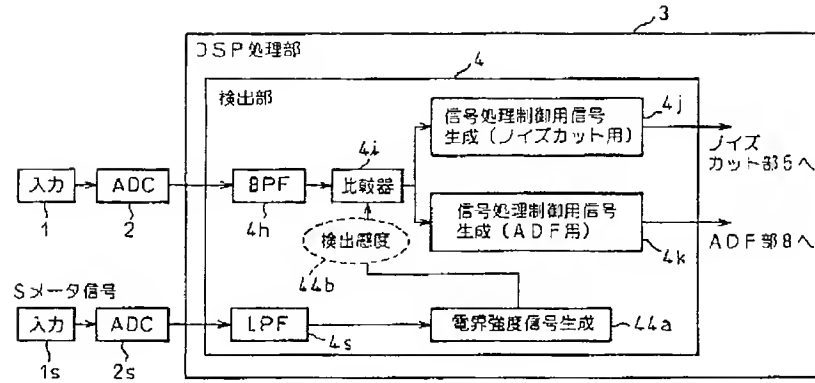 3
DSP処理部
4
検出部
信号処理制御用信号
生成(ノイズカット用)
4j
ノイズ
カット部5へ
入力
1
ADC
2
BPF
4h
4i
比較器
検出感度
44b
信号処理制御用信号
生成(ADF用)
4k
ADF部8へ
Sメータ信号
入力
1s
ADC
2s
LPF
4s
電界強度信号生成
44a